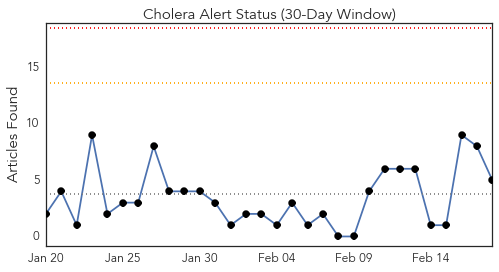 Cholera Alert Status (30-Day Window)
Articles Found
15
10
5
0
Jan 20 Jan 25 Jan 30 Feb 04 Feb 09 Feb 14